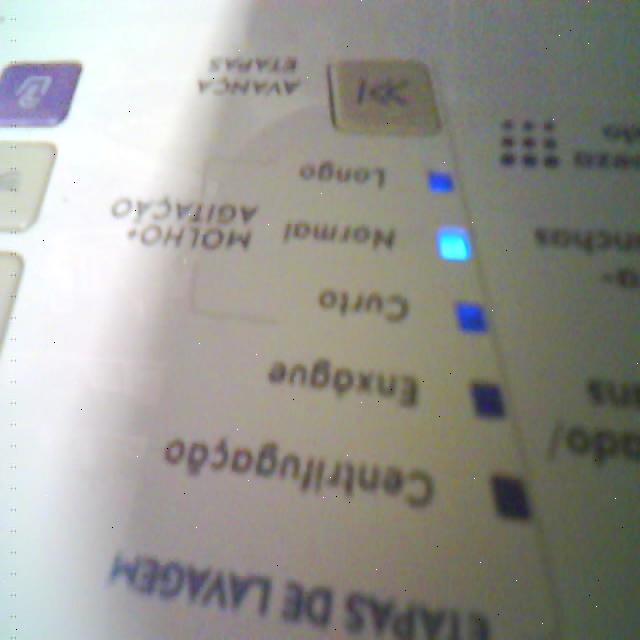 ETAPAS DE LAVAGEM
Centrifugação
Enxágue
Curto
Normal
MOLHO+
AGITAÇÃO
Longo
AVANÇA
ETAPAS